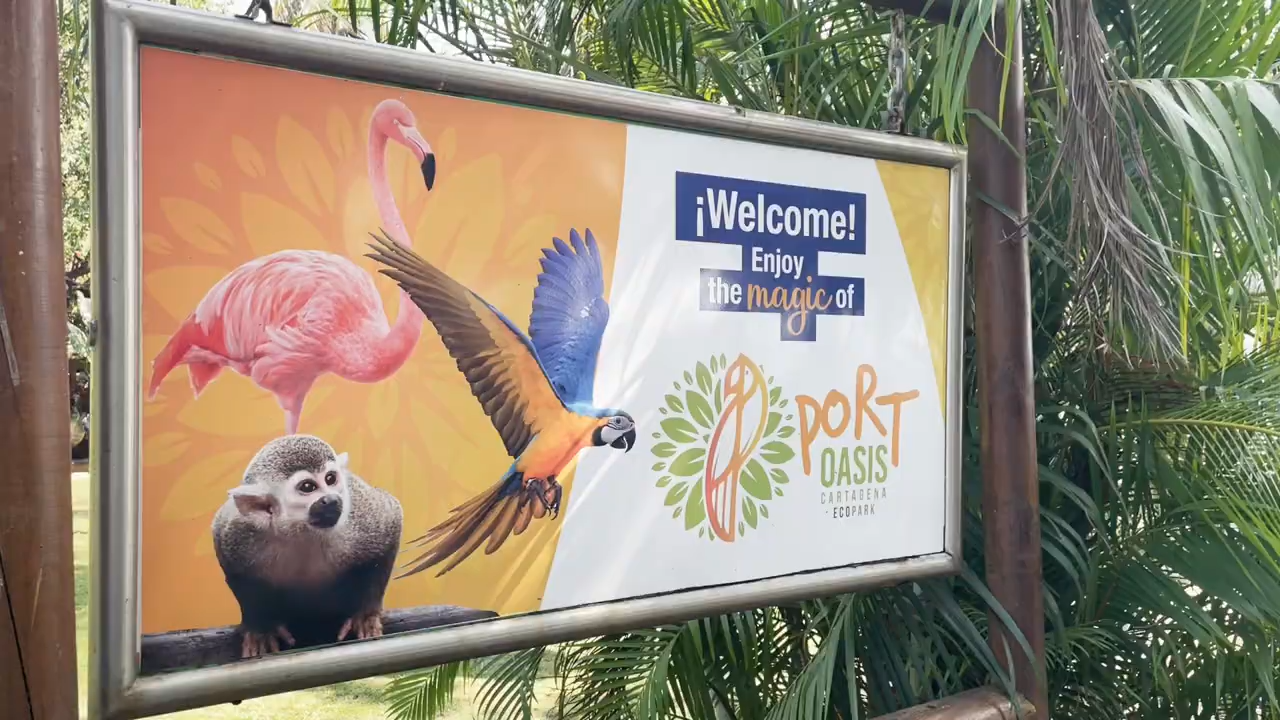 ¡Welcome!
Enjoy
the magic of
PORT
OASIS
CARTAGENA
- ECOPARK